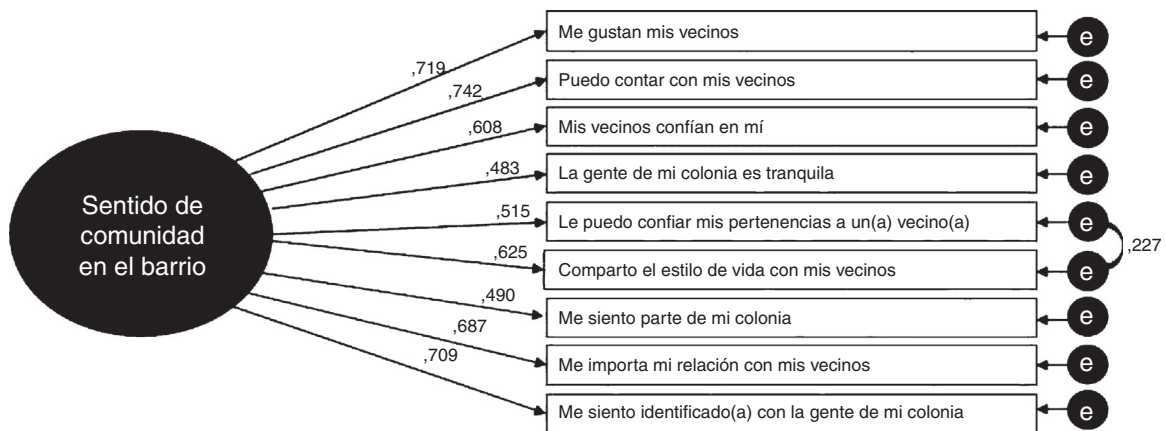 Me gustan mis vecinos
e
,719
Puedo contar con mis vecinos
e
,742
Mis vecinos confían en mí
e
,608
La gente de mi colonia es tranquila
e
,483
Sentido de
comunidad
en el barrio
Le puedo confiar mis pertenencias a un(a) vecino(a)
e
,515
,227
Comparto el estilo de vida con mis vecinos
e
,625
Me siento parte de mi colonia
e
,490
Me importa mi relación con mis vecinos
e
,687
Me siento identificado(a) con la gente de mi colonia
e
,709